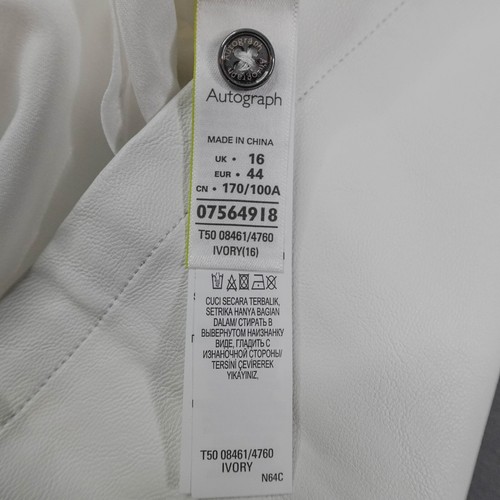 Autograph
Autograph
Autograph
MADE IN CHINA
UK • 16
EUR • 44
CN • 170/100A
07564918
T50 08461/4760
IVORY(16)
CUCI SECARA TERBALIK,
SETRIKA HANYA BAGIAN
DALAM/ СТИРАТЬ В
ВЫВЕРНУТОМ НАИЗНАНКУ
ВИДЕ, ГЛАДИТЬ С
ИЗНАНОЧНОЙ СТОРОНЫ/
TERSİNİ ÇEVİREREK
YIKAYINIZ.
T50 08461/4760
IVORY
N64C